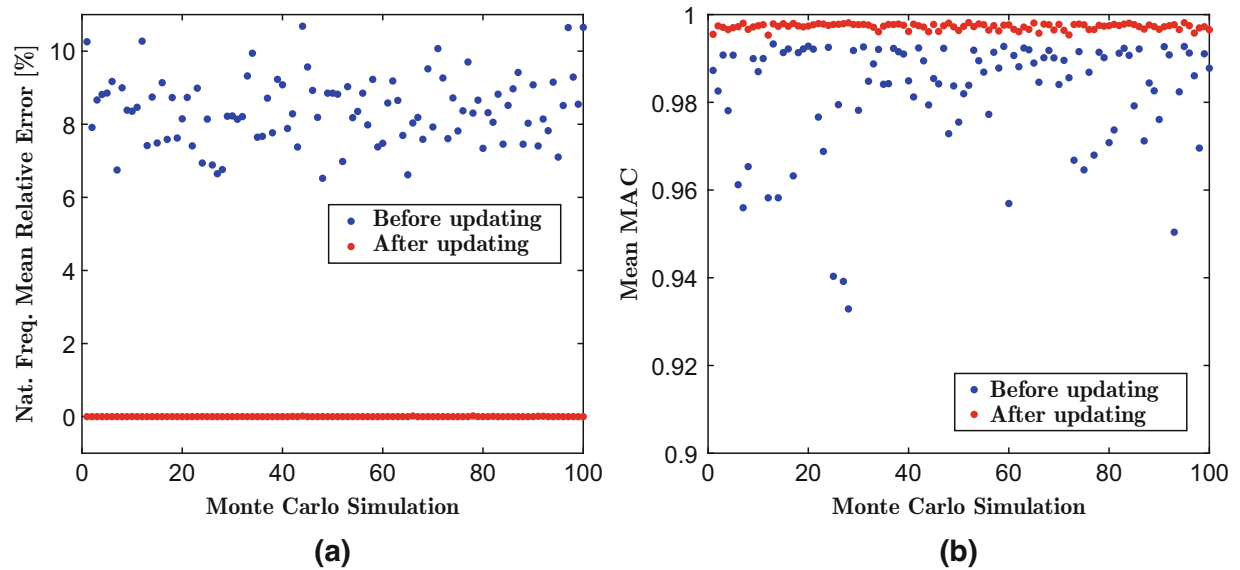 Nat. Freq. Mean Relative Error [%]
10
8
6
4
2
0
Before updating
After updating
0
20
40
60
80
100
Monte Carlo Simulation
(a)
Mean MAC
1
0.98
0.96
0.94
0.92
0.9
Before updating
After updating
0
20
40
60
80
100
Monte Carlo Simulation
(b)